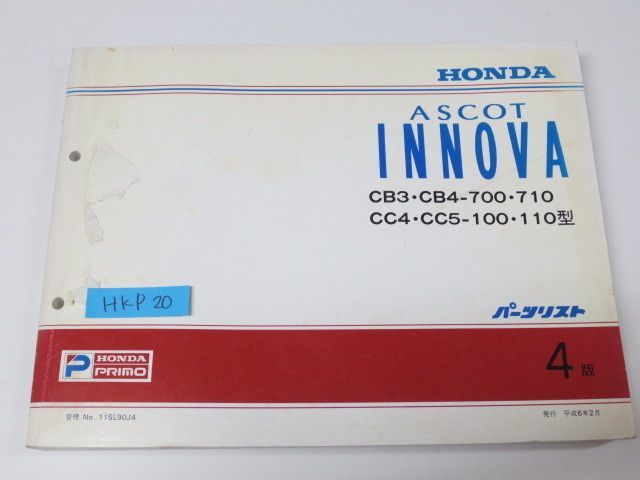 HONDA
ASCOT
INNOVA
CB3・CB4-700・710
CC4・CC5-100・110型
HKP 20
パーツリスト
HONDA
PRIMO
4版
管理 No. 11SL90J4
発行 平成6年2月